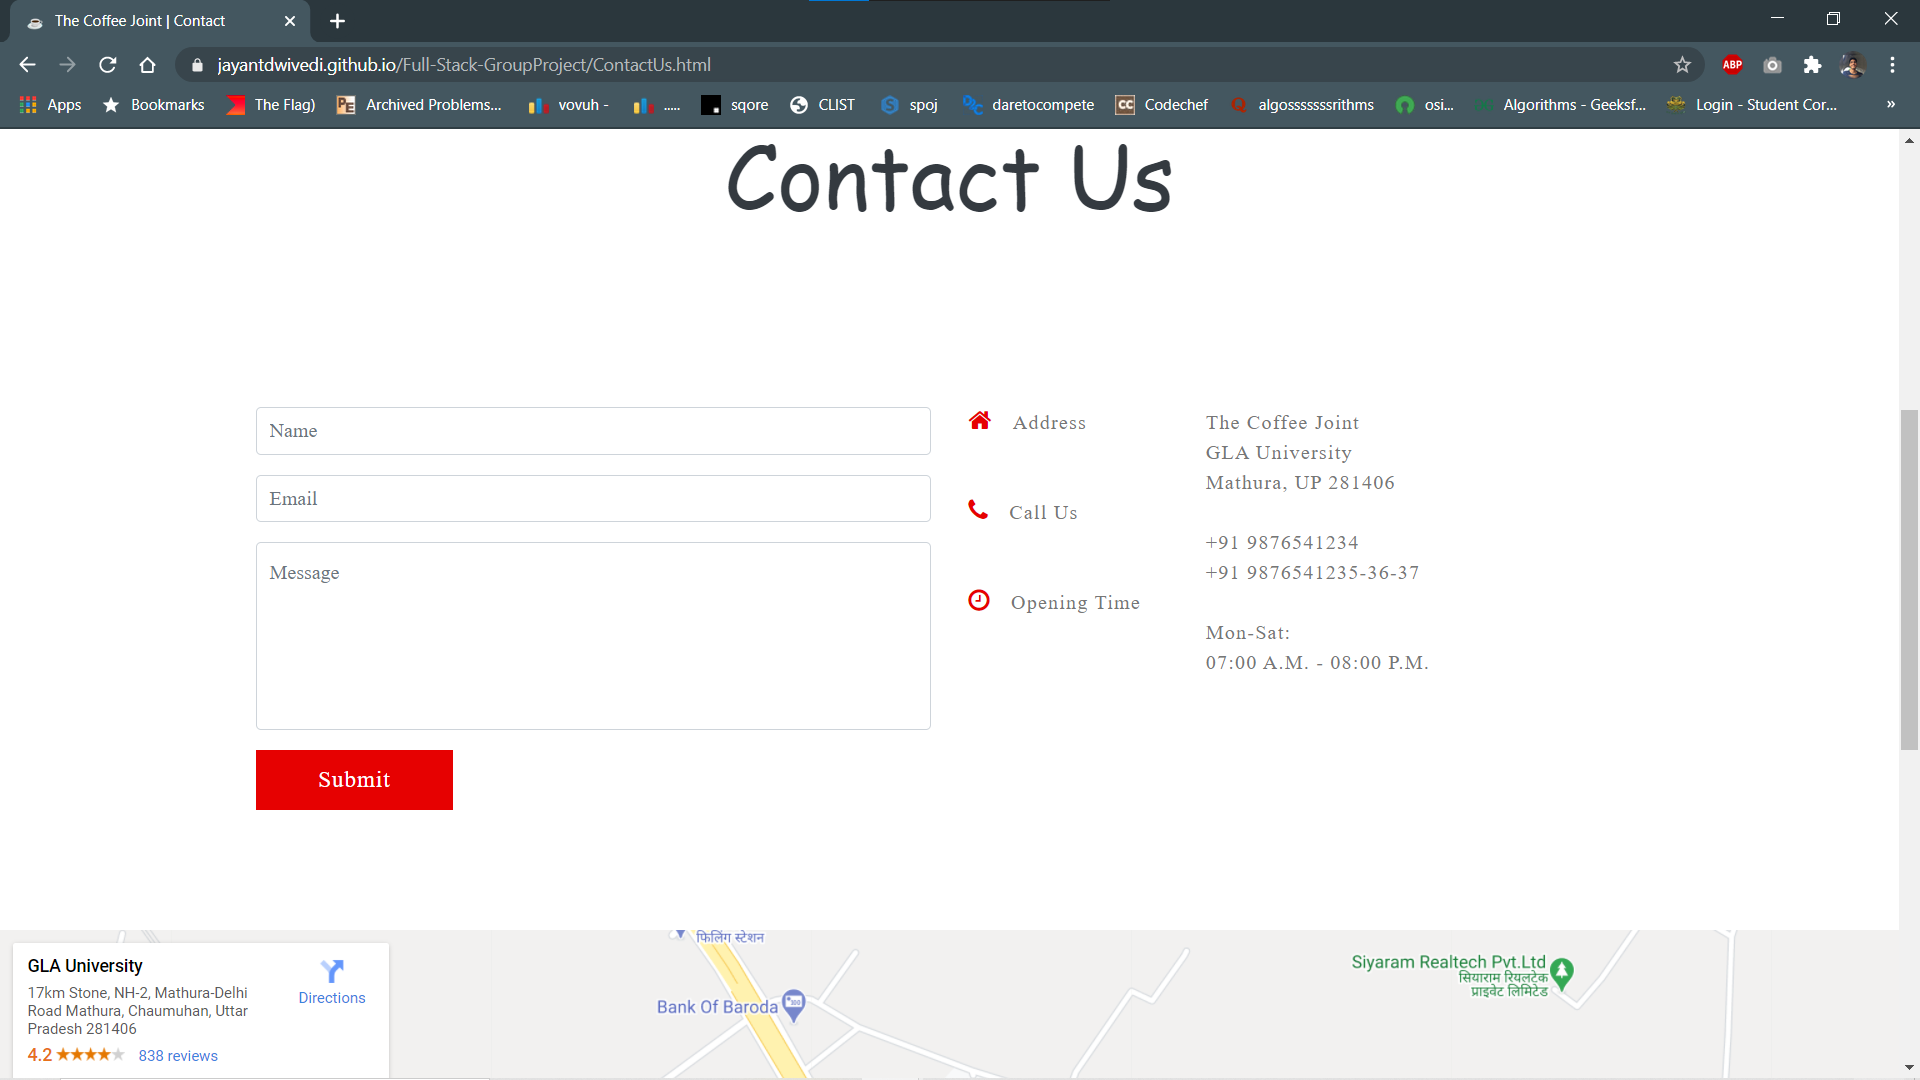 The Coffee Joint | Contact
jayantdwivedi.github.io/Full-Stack-GroupProject/ContactUs.html
ABP
Apps Bookmarks The Flag) PE Archived Problems... vovuh - ..... sqore CLIST S spoj daretocompete CC Codechef Q algosssssssrithms osi... Algorithms - Geeksf... Login - Student Cor... »
Contact Us
Name
Email
Message
Submit
Address
Call Us
Opening Time
The Coffee Joint
GLA University
Mathura, UP 281406
+91 9876541234
+91 9876541235-36-37
Mon-Sat:
07:00 A.M. - 08:00 P.M.
GLA University
17km Stone, NH-2, Mathura-Delhi
Road Mathura, Chaumuhan, Uttar
Pradesh 281406
4.2 838 reviews
Directions
फिलिंग स्टेशन
Bank Of Baroda
Siyaram Realtech Pvt.Ltd
सियाराम रियलटेक
प्राइवेट लिमिटेड